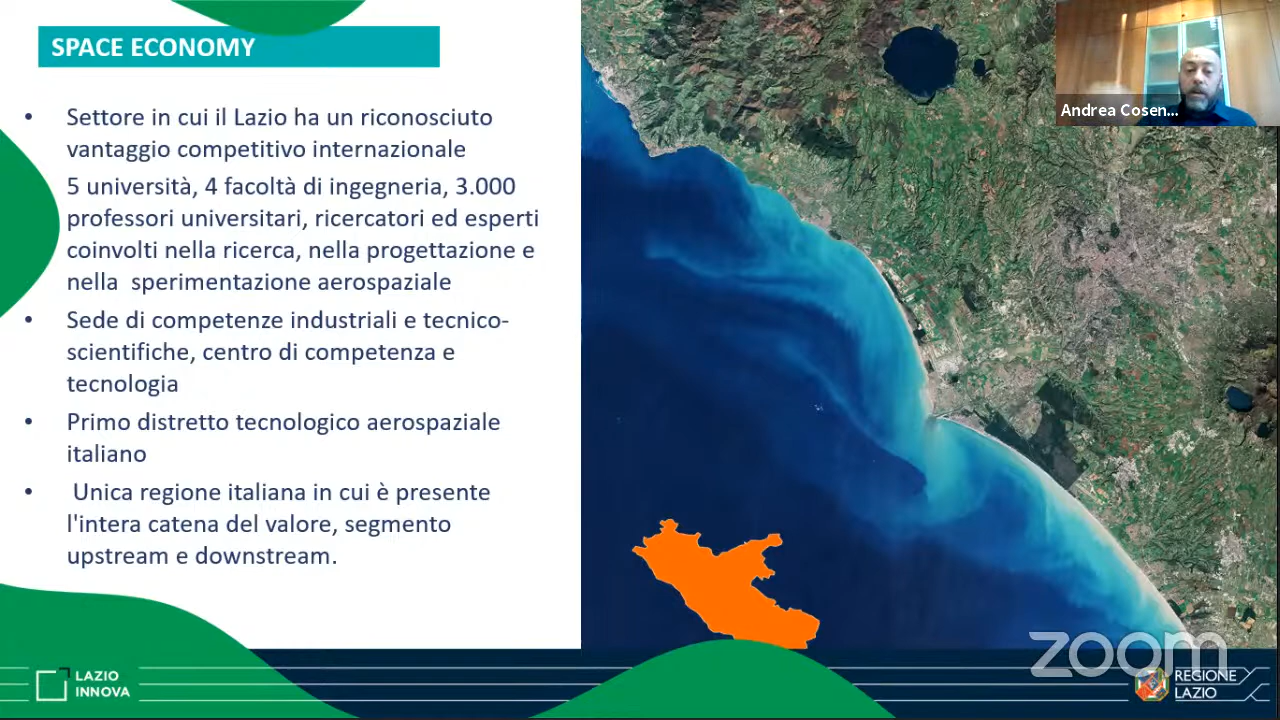 SPACE ECONOMY
• Settore in cui il Lazio ha un riconosciuto
vantaggio competitivo internazionale
5 università, 4 facoltà di ingegneria, 3.000
professori universitari, ricercatori ed esperti
coinvolti nella ricerca, nella progettazione e
nella sperimentazione aerospaziale
• Sede di competenze industriali e tecnico-
scientifiche, centro di competenza e
tecnologia
• Primo distretto tecnologico aerospaziale
italiano
• Unica regione italiana in cui è presente
l'intera catena del valore, segmento
upstream e downstream.
Andrea Cosen...
zoom
LAZIO
INNOVA
REGIONE
LAZIO